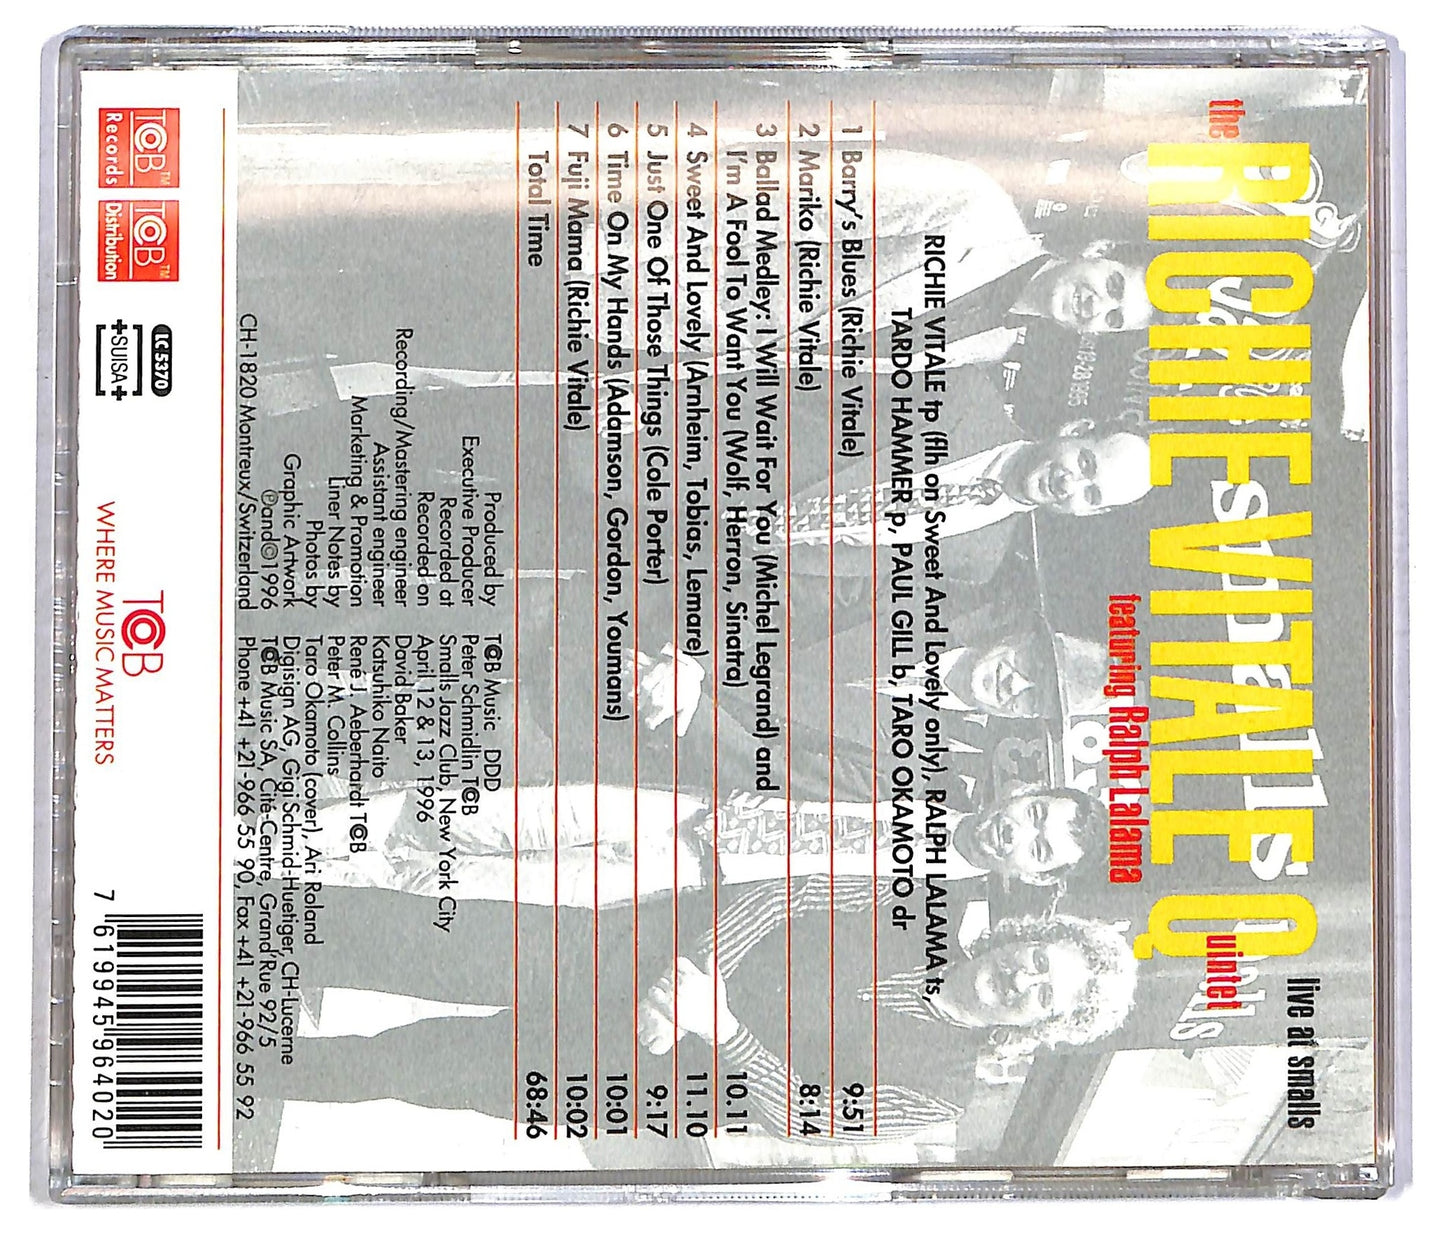 live at smalls
the RICHIE VITALE Quintet
featuring Ralph Lalama
RICHIE VITALE tp (flh on Sweet And Lovely only), RALPH LALAMA ts,
TARDO HAMMER p, PAUL GILL b, TARO OKAMOTO dr
1 Barry's Blues (Richie Vitale) 9:51
2 Mariko (Richie Vitale) 8:14
3 Ballad Medley: I Will Wait For You (Michel Legrand) and
I'm A Fool To Want You (Wolf, Herron, Sinatra) 10.11
4 Sweet And Lovely (Arnheim, Tobias, Lemare) 11.10
5 Just One Of Those Things (Cole Porter) 9:17
6 Time On My Hands (Adamson, Gordon, Youmans) 10:01
7 Fuji Mama (Richie Vitale) 10:02
Total Time 68:46
Produced by TCB Music DDD
Executive Producer Peter Schmidlin TCB
Recorded at Smalls Jazz Club, New York City
Recorded on April 12 & 13, 1996
Recording/Mastering engineer David Baker
Assistant engineer Katsuhiko Naito
Marketing & Promotion René J. Aeberhardt TCB
Liner Notes by Peter M. Collins
Photos by Taro Okamoto (cover), Ari Roland
Graphic Artwork Digisign AG, Gigi Schmid-Huetiger, CH-Lucerne
℗and©1996 TCB Music SA, Cité-Centre, Grand'Rue 92/5
CH-1820 Montreux/Switzerland Phone +41 +21-966 55 90, Fax +41 +21-966 55 92
TCB™ Records
TCB™ Distribution
LC 5370
+SUISA+
TCB
WHERE MUSIC MATTERS
7 619945 964020